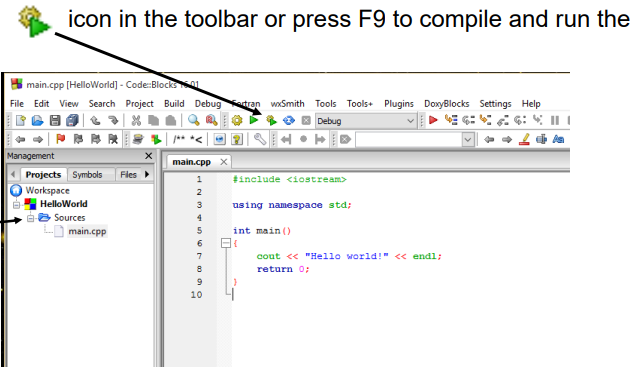 icon in the toolbar or press F9 to compile and run the
main.cpp [HelloWorld] - Code::Blocks 16.01
File Edit View Search Project Build Debug Fortran wxSmith Tools Tools+ Plugins DoxyBlocks Settings Help
Debug
/** *<
Management
Projects Symbols Files
Workspace
HelloWorld
Sources
main.cpp
main.cpp
1 #include <iostream>
2
3 using namespace std;
4
5 int main()
6 {
7 cout << "Hello world!" << endl;
8 return 0;
9 }
10